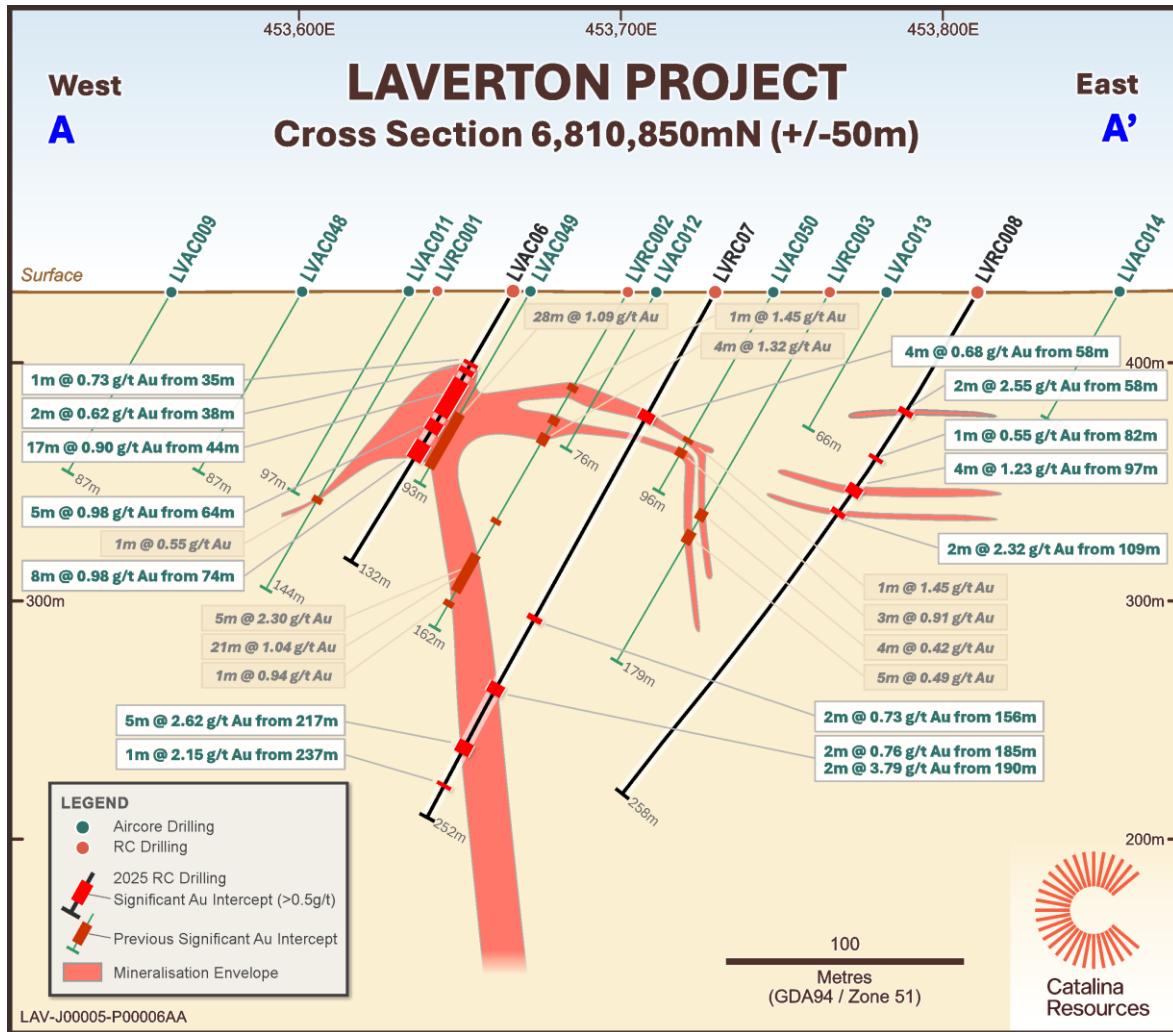 453,600E
453,700E
453,800E
West
A
LAVERTON PROJECT
Cross Section 6,810,850mN (+/-50m)
East
A’
Surface
LVAC009
LVAC048
LVAC011
LVRC001
LVAC06
LVAC049
LVRC002
LVAC012
LVRC07
LVAC050
LVRC003
LVAC013
LVRC008
LVAC014
28m @ 1.09 g/t Au
1m @ 1.45 g/t Au
4m @ 1.32 g/t Au
4m @ 0.68 g/t Au from 58m
400m
1m @ 0.73 g/t Au from 35m
2m @ 2.55 g/t Au from 58m
2m @ 0.62 g/t Au from 38m
17m @ 0.90 g/t Au from 44m
66m
1m @ 0.55 g/t Au from 82m
4m @ 1.23 g/t Au from 97m
87m
87m
97m
93m
76m
96m
5m @ 0.98 g/t Au from 64m
1m @ 0.55 g/t Au
8m @ 0.98 g/t Au from 74m
2m @ 2.32 g/t Au from 109m
132m
144m
300m
300m
1m @ 1.45 g/t Au
3m @ 0.91 g/t Au
4m @ 0.42 g/t Au
5m @ 0.49 g/t Au
5m @ 2.30 g/t Au
21m @ 1.04 g/t Au
1m @ 0.94 g/t Au
162m
179m
5m @ 2.62 g/t Au from 217m
1m @ 2.15 g/t Au from 237m
2m @ 0.73 g/t Au from 156m
2m @ 0.76 g/t Au from 185m
2m @ 3.79 g/t Au from 190m
252m
258m
200m
LEGEND
Aircore Drilling
RC Drilling
2025 RC Drilling
Significant Au Intercept (>0.5g/t)
Previous Significant Au Intercept
Mineralisation Envelope
100
Metres
(GDA94 / Zone 51)
Catalina
Resources
LAV-J00005-P00006AA